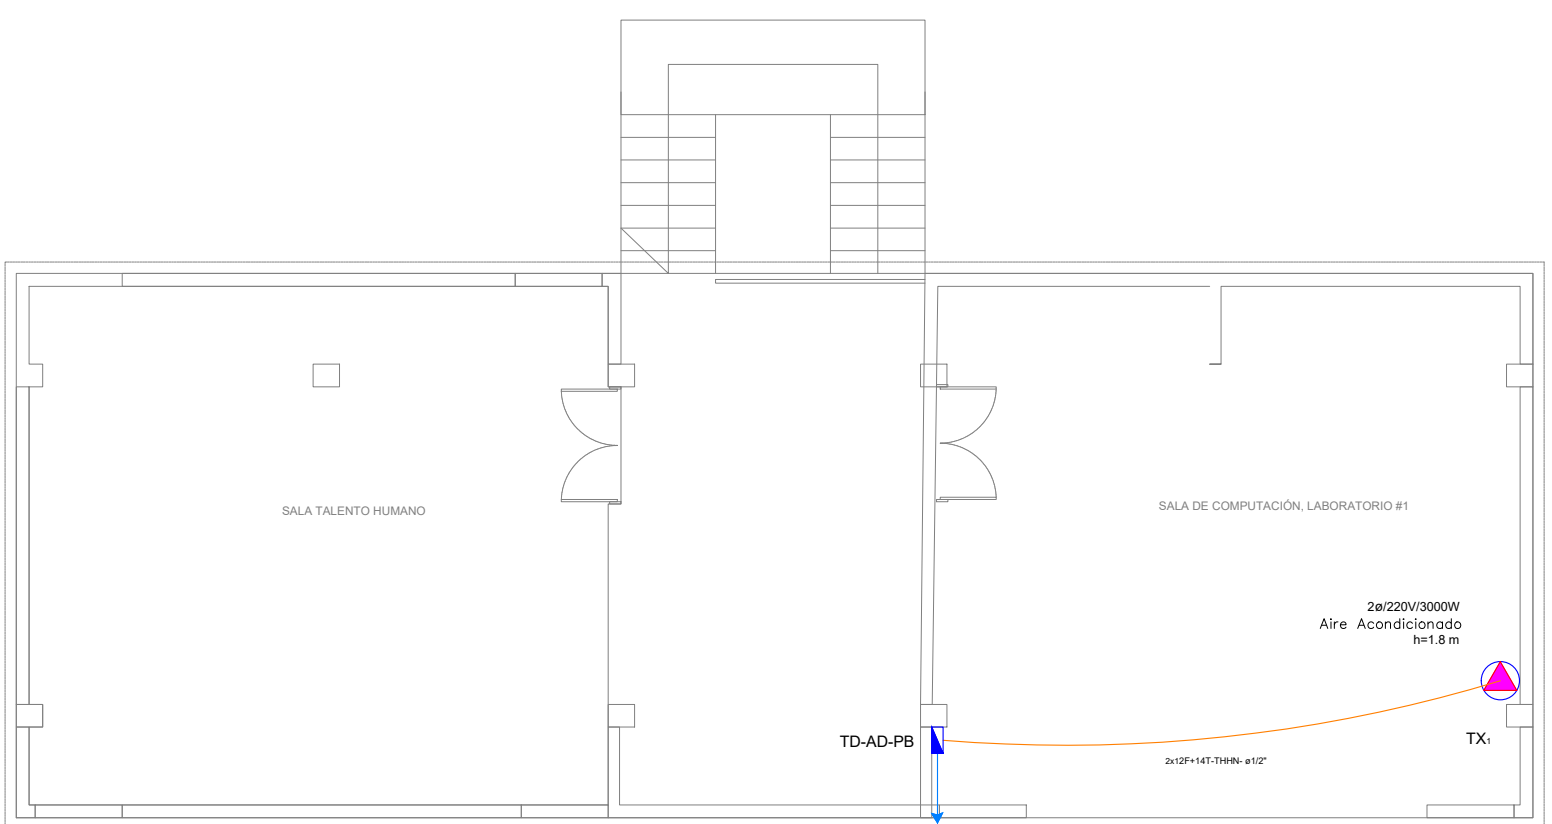 SALA TALENTO HUMANO
SALA DE COMPUTACIÓN, LABORATORIO #1
2ø/220V/3000W
Aire Acondicionado
h=1.8 m
TD-AD-PB
TX1
2x12F+14T-THHN- ø1/2"